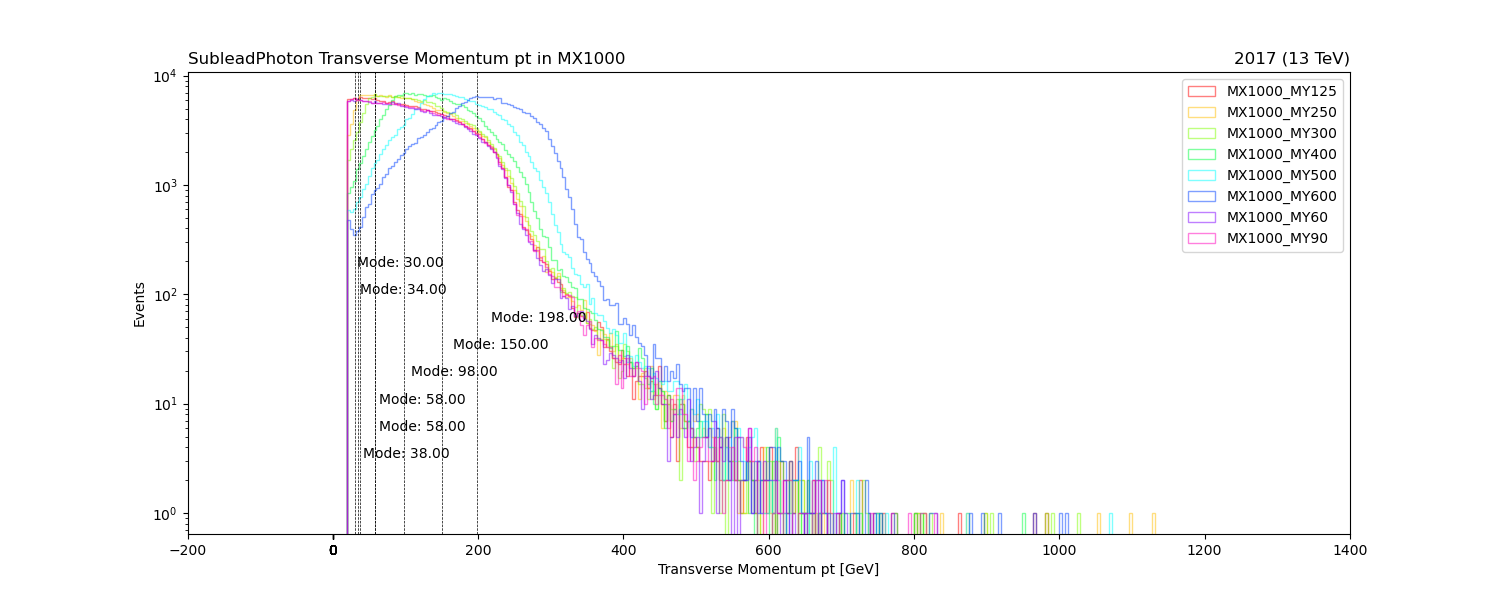 SubleadPhoton Transverse Momentum pt in MX1000
2017 (13 TeV)
Events
10^4
10^3
10^2
10^1
10^0
MX1000_MY125
MX1000_MY250
MX1000_MY300
MX1000_MY400
MX1000_MY500
MX1000_MY600
MX1000_MY60
MX1000_MY90
Mode: 30.00
Mode: 34.00
Mode: 198.00
Mode: 150.00
Mode: 98.00
Mode: 58.00
Mode: 58.00
Mode: 38.00
−200 0 200 400 600 800 1000 1200 1400
Transverse Momentum pt [GeV]